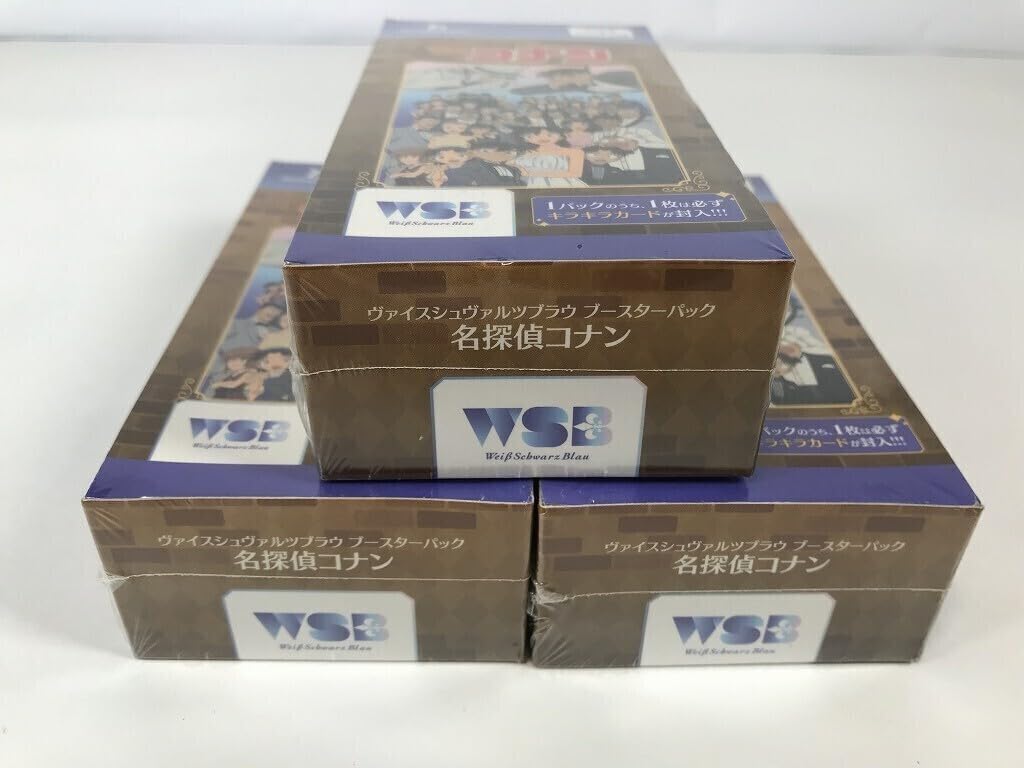 コナン
WSB
Weiß Schwarz Blau
1パックのうち、1枚は必ず
キラキラカードが封入!!!
ヴァイスシュヴァルツブラウ ブースターパック
名探偵コナン
WSB
Weiß Schwarz Blau
WSB
Weiß Schwarz Blau
ヴァイスシュヴァルツブラウ ブースターパック
名探偵コナン
WSB
Weiß Schwarz Blau
パックのうち、1枚は必ず
ラキラカードが封入!!!
ヴァイスシュヴァルツブラウ ブースターパック
名探偵コナン
WSB
Weiß Schwarz Blau